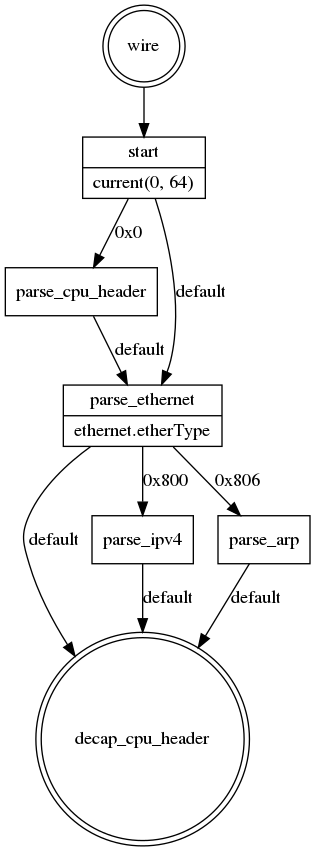 wire
start
current(0, 64)
0x0
parse_cpu_header
default
default
parse_ethernet
ethernet.etherType
0x800
0x806
default
parse_ipv4
parse_arp
default
default
decap_cpu_header